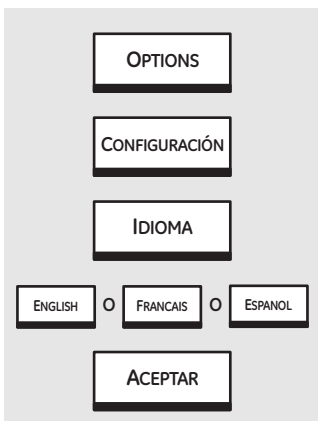 OPTIONS
CONFIGURACIÓN
IDIOMA
ENGLISH O FRANCAIS O ESPANOL
ACEPTAR